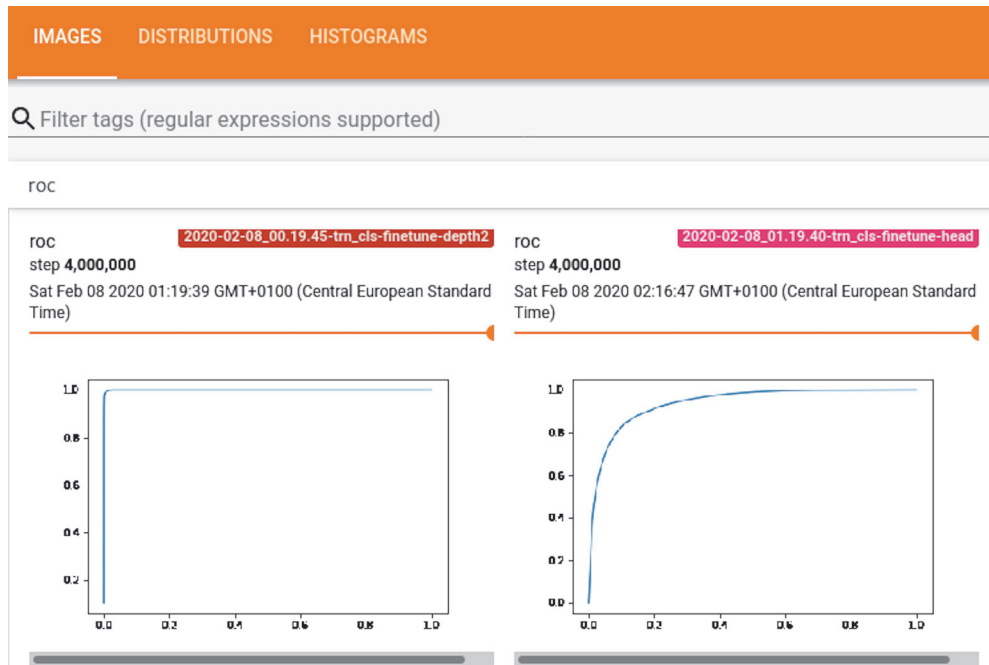 IMAGES DISTRIBUTIONS HISTOGRAMS
Filter tags (regular expressions supported)
roc
roc 2020-02-08_00.19.45-trn_cls-finetune-depth2
step 4,000,000
Sat Feb 08 2020 01:19:39 GMT+0100 (Central European Standard
Time)
1.0
0.8
0.6
0.4
0.2
0.0 0.2 0.4 0.6 0.8 1.0
roc 2020-02-08_01.19.40-trn_cls-finetune-head
step 4,000,000
Sat Feb 08 2020 02:16:47 GMT+0100 (Central European Standard
Time)
1.0
0.8
0.6
0.4
0.2
0.0
0.0 0.2 0.4 0.6 0.8 1.0